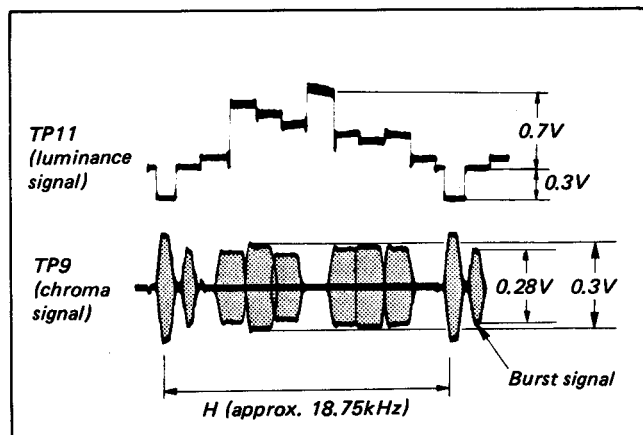 TP11
(luminance
signal)
0.7V
0.3V
TP9
(chroma
signal)
0.28V
0.3V
Burst signal
H (approx. 18.75kHz)